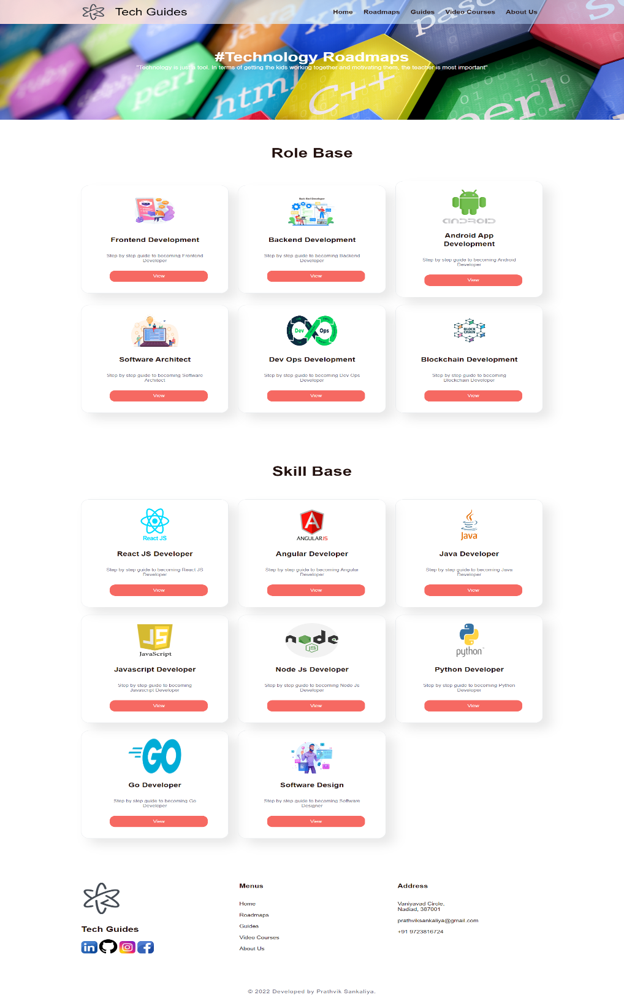 Tech Guides
Home Roadmaps Guides Video Courses About Us
java
xml
pasc
perl
html
C++
perl
#Technology Roadmaps
"Technology is just a tool. In terms of getting the kids working together and motivating them, the teacher is most important"
Role Base
Back End Developer
ANDROID
Frontend Development
Step by step guide to becoming Frontend
Developer
View
Backend Development
Step by step guide to becoming Backend
Developer
View
Android App
Development
Step by step guide to becoming Android
Developer
View
Software Architect
Step by step guide to becoming Software
Architect
View
Dev Ops
Dev Ops Development
Step by step guide to becoming Dev Ops
Developer
View
BLOCK
CHAIN
Blockchain Development
Step by step guide to becoming
Blockchain Developer
View
Skill Base
React JS
React JS Developer
Step by step guide to becoming React JS
Developer
View
ANGULARJS
Angular Developer
Step by step guide to becoming Angular
Developer
View
Java
Java Developer
Step by step guide to becoming Java
Developer
View
JS
JavaScript
Javascript Developer
Step by step guide to becoming
Javascript Developer
View
node
JS
Node Js Developer
Step by step guide to becoming Node Js
Developer
View
python
Python Developer
Step by step guide to becoming Python
Developer
View
GO
Go Developer
Step by step guide to becoming Go
Developer
View
Software Design
Step by step guide to becoming Software
Designer
View
Tech Guides
in
Menus
Home
Roadmaps
Guides
Video Courses
About Us
Address
Vaniyavad Circle,
Nadiad, 387001
prathviksankaliya@gmail.com
+91 9723816724
© 2022 Developed by Prathvik Sankaliya.